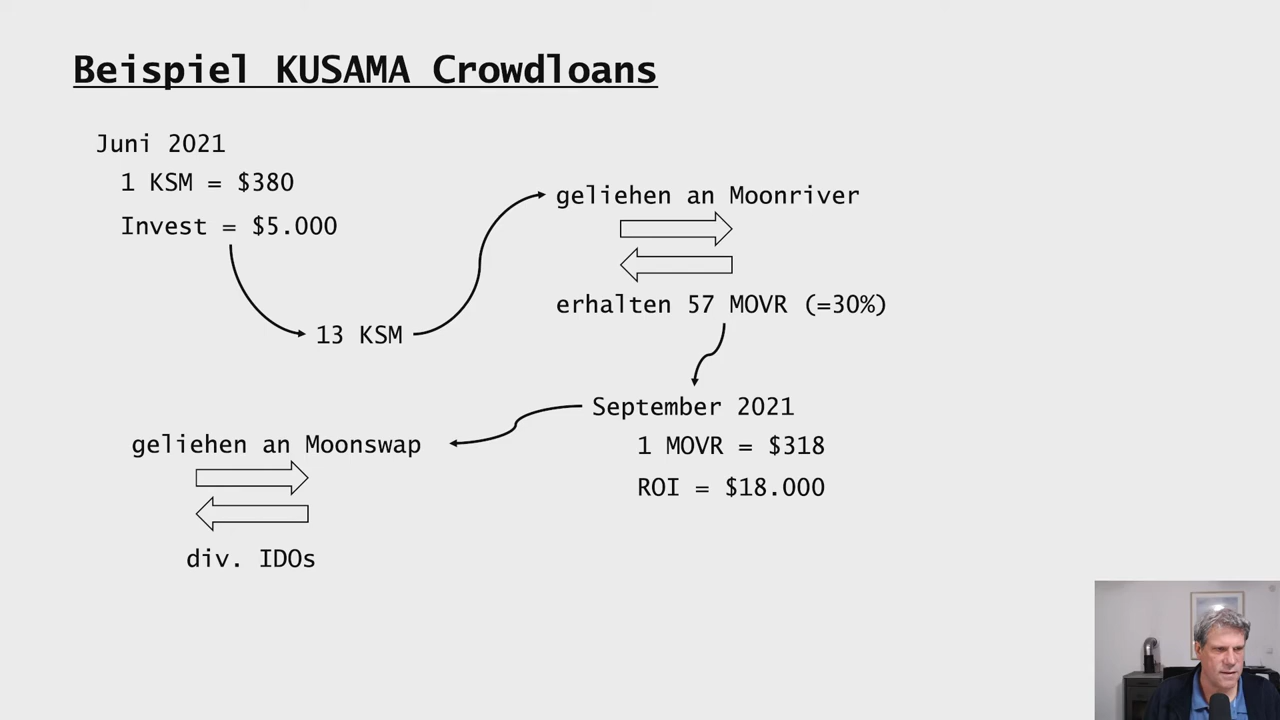 Beispiel KUSAMA Crowdloans
Juni 2021
1 KSM = $380
Invest = $5.000
13 KSM
geliehen an Moonriver
erhalten 57 MOVR (=30%)
September 2021
1 MOVR = $318
ROI = $18.000
geliehen an Moonswap
div. IDOs